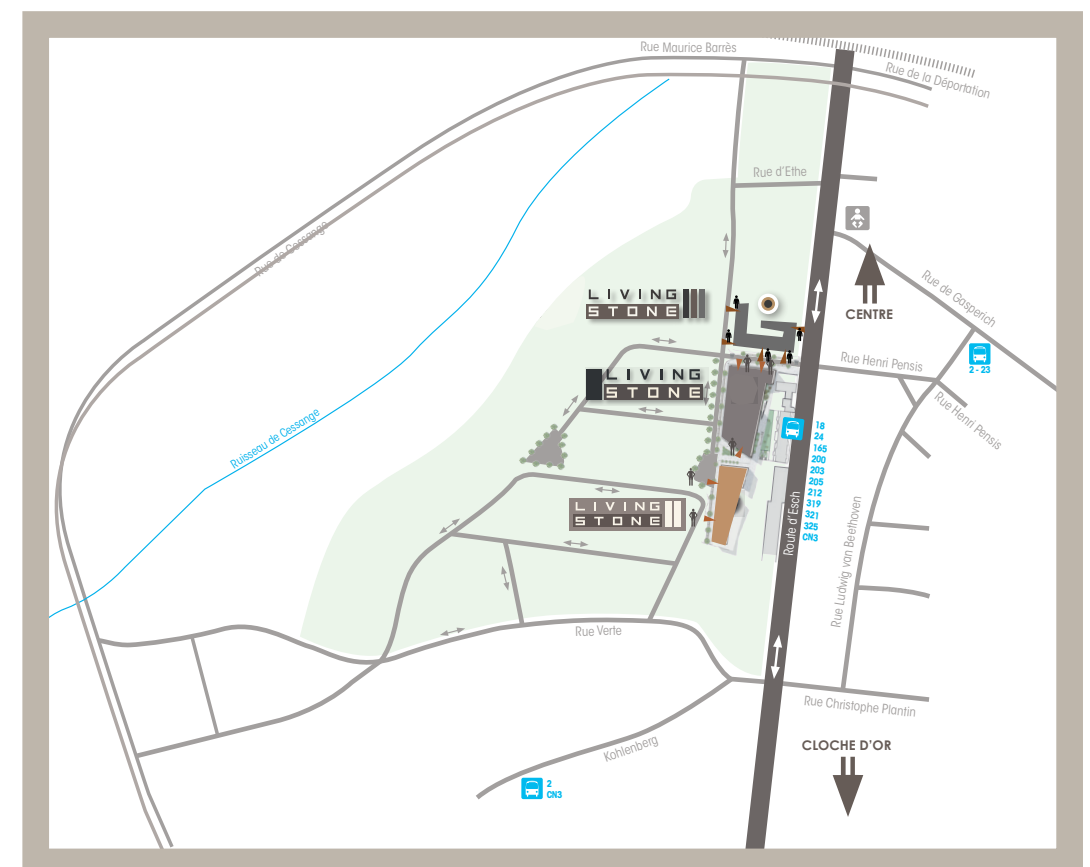 Rue Maurice Barrès
Rue de la Déportation
Rue d'Ethe
Rue de Cessange
Rue de Gasperich
CENTRE
LIVING
STONE
Rue Henri Pensis
2 - 23
LIVING
STONE
Rue Henri Pensis
Ruisseau de Cessange
18
24
165
200
203
205
212
319
321
325
CN3
Route d'Esch
LIVING
STONE
Rue Ludwig van Beethoven
Rue Verte
Rue Christophe Plantin
Kohlenberg
CLOCHE D'OR
2
CN3